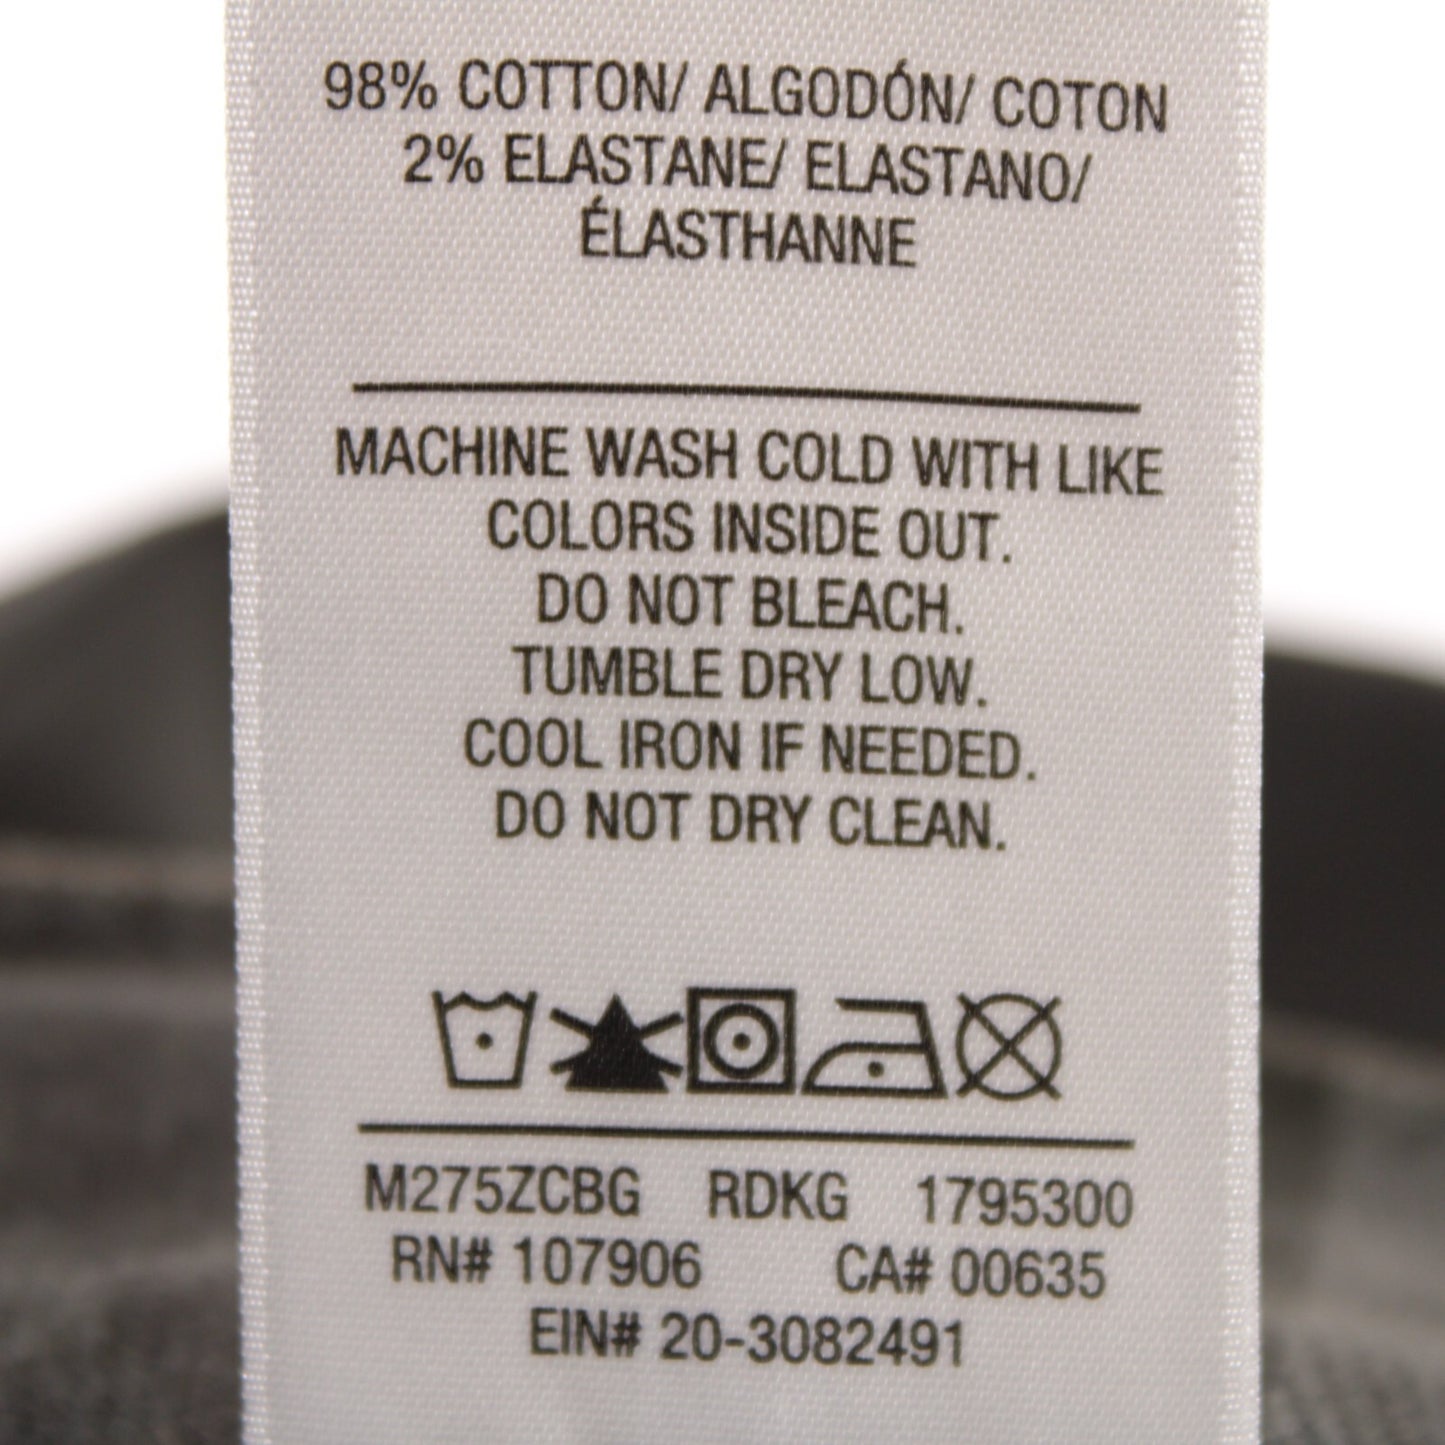 98% COTTON/ ALGODÓN/ COTON
2% ELASTANE/ ELASTANO/
ÉLASTHANNE
MACHINE WASH COLD WITH LIKE
COLORS INSIDE OUT.
DO NOT BLEACH.
TUMBLE DRY LOW.
COOL IRON IF NEEDED.
DO NOT DRY CLEAN.
M275ZCBG RDKG 1795300
RN# 107906 CA# 00635
EIN# 20-3082491